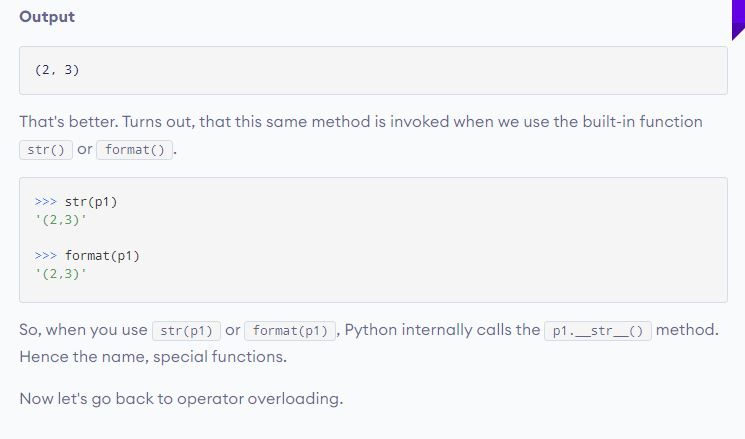 Output
(2, 3)
That's better. Turns out, that this same method is invoked when we use the built-in function
str() or format().
>>> str(p1)
'(2,3)'
>>> format(p1)
'(2,3)'
So, when you use str(p1) or format(p1), Python internally calls the p1.__str__() method.
Hence the name, special functions.
Now let's go back to operator overloading.